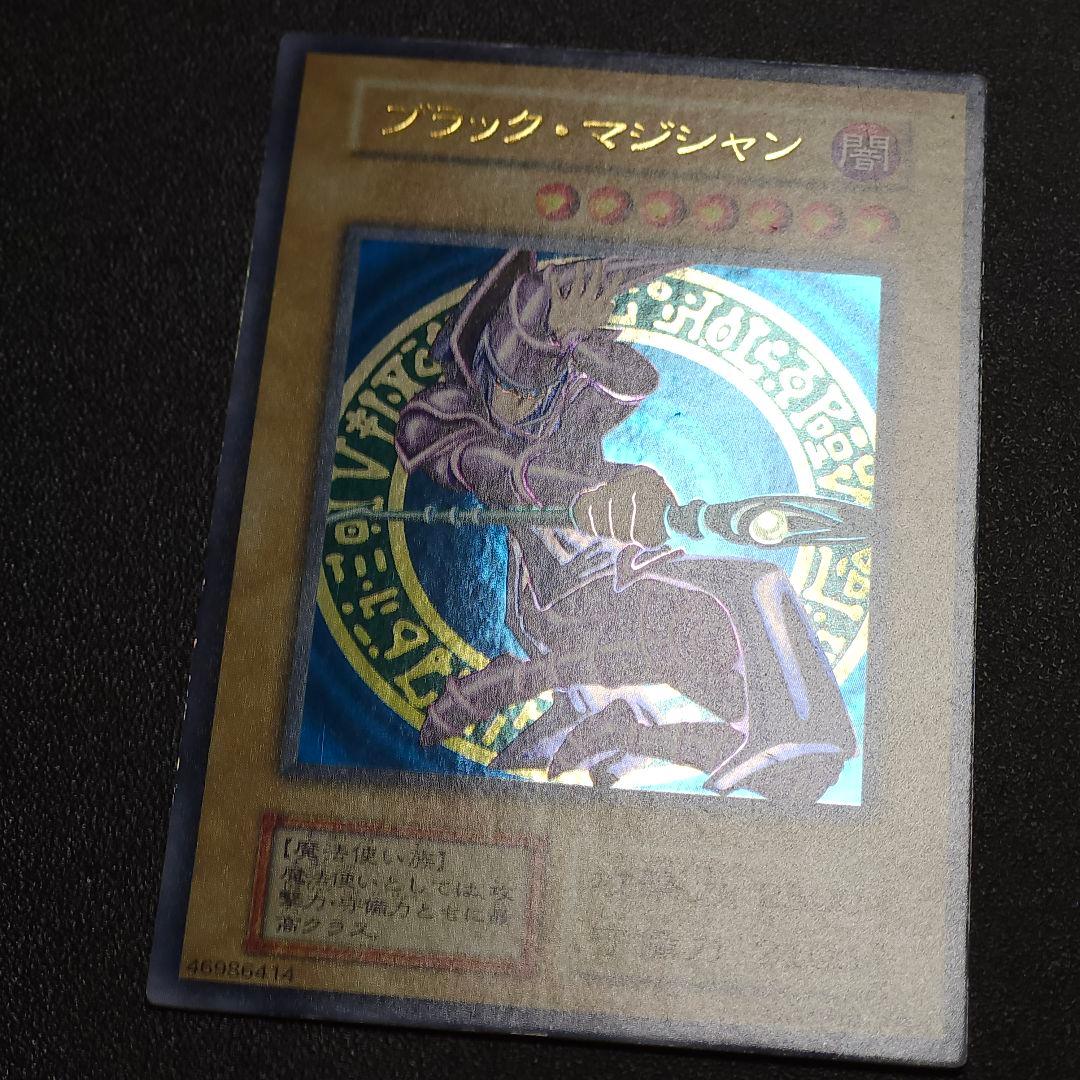 ブラック・マジシャン
闇
【魔法使い族】
魔法使いとしては、攻
撃力・守備力ともに最
高クラス。
46986414